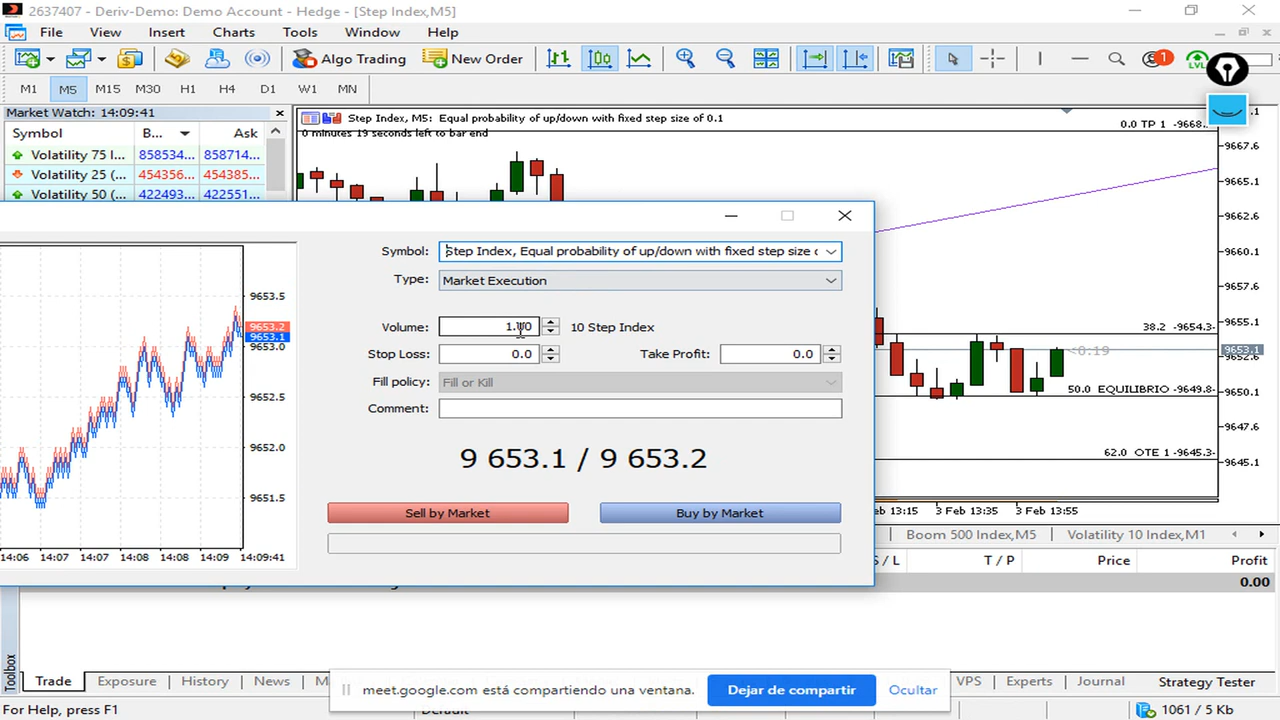 2637407 - Deriv-Demo: Demo Account - Hedge - [Step Index,M5]
File View Insert Charts Tools Window Help
Algo Trading New Order 1 LVL
M1 M5 M15 M30 H1 H4 D1 W1 MN
Market Watch: 14:09:41
Symbol B... Ask
Volatility 75 I... 858534... 858714...
Volatility 25 (... 454356... 454385...
Volatility 50 (... 422493... 422551...
Step Index, M5: Equal probability of up/down with fixed step size of 0.1
0 minutes 19 seconds left to bar end
0.0 TP 1 -9668.
9667.6
9665.1
9662.6
9660.1
9657.6
9655.1
38.2 -9654.3-
9653.1
<0.19
9652.6
9650.1
50.0 EQUILIBRIO -9649.8-
9647.6
62.0 OTE 1 -9645.3-
9645.1
Symbol: Step Index, Equal probability of up/down with fixed step size o
Type: Market Execution
Volume: 10 Step Index
Stop Loss: 0.0 Take Profit: 0.0
Fill policy: Fill or Kill
Comment:
9 653.1 / 9 653.2
Sell by Market Buy by Market
9653.5
9653.2
9653.1
9653.0
9652.5
9652.0
9651.5
14:06 14:07 14:07 14:08 14:08 14:09 14:09:41
eb 13:15 3 Feb 13:35 3 Feb 13:55
Boom 500 Index,M5 Volatility 10 Index,M1
S / L T / P Price Profit
0.00
Toolbox
Trade Exposure History News M VPS Experts Journal Strategy Tester
meet.google.com está compartiendo una ventana. Dejar de compartir Ocultar
For Help, press F1 Default 1061 / 5 Kb